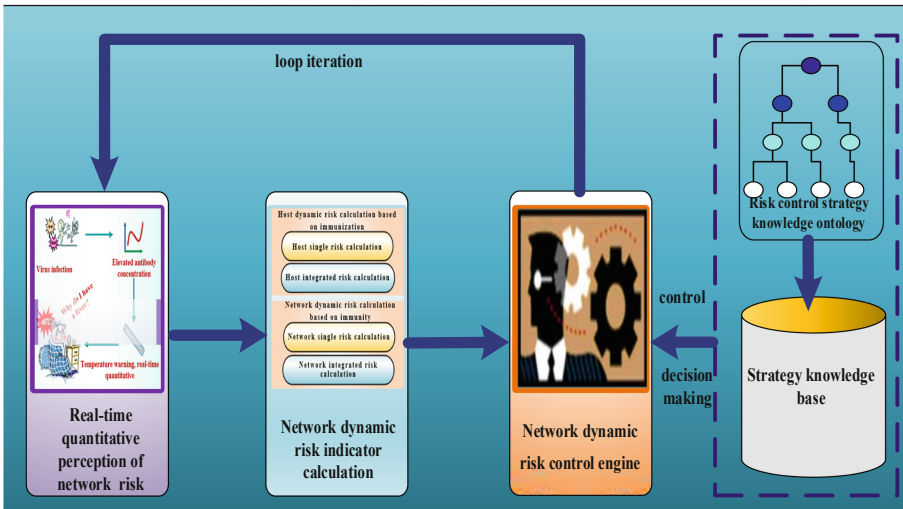 loop iteration
Virus infection
Elevated antibody
concentration
Why do I have
a fever?
Temperature warning, real-time
quantitative
Real-time
quantitative
perception of
network risk
Host dynamic risk calculation based
on immunization
Host single risk calculation
Host integrated risk calculation
Network dynamic risk calculation
based on immunity
Network single risk calculation
Network integrated risk
calculation
Network dynamic
risk indicator
calculation
Network dynamic
risk control engine
control
decision
making
Risk control strategy
knowledge ontology
Strategy knowledge
base